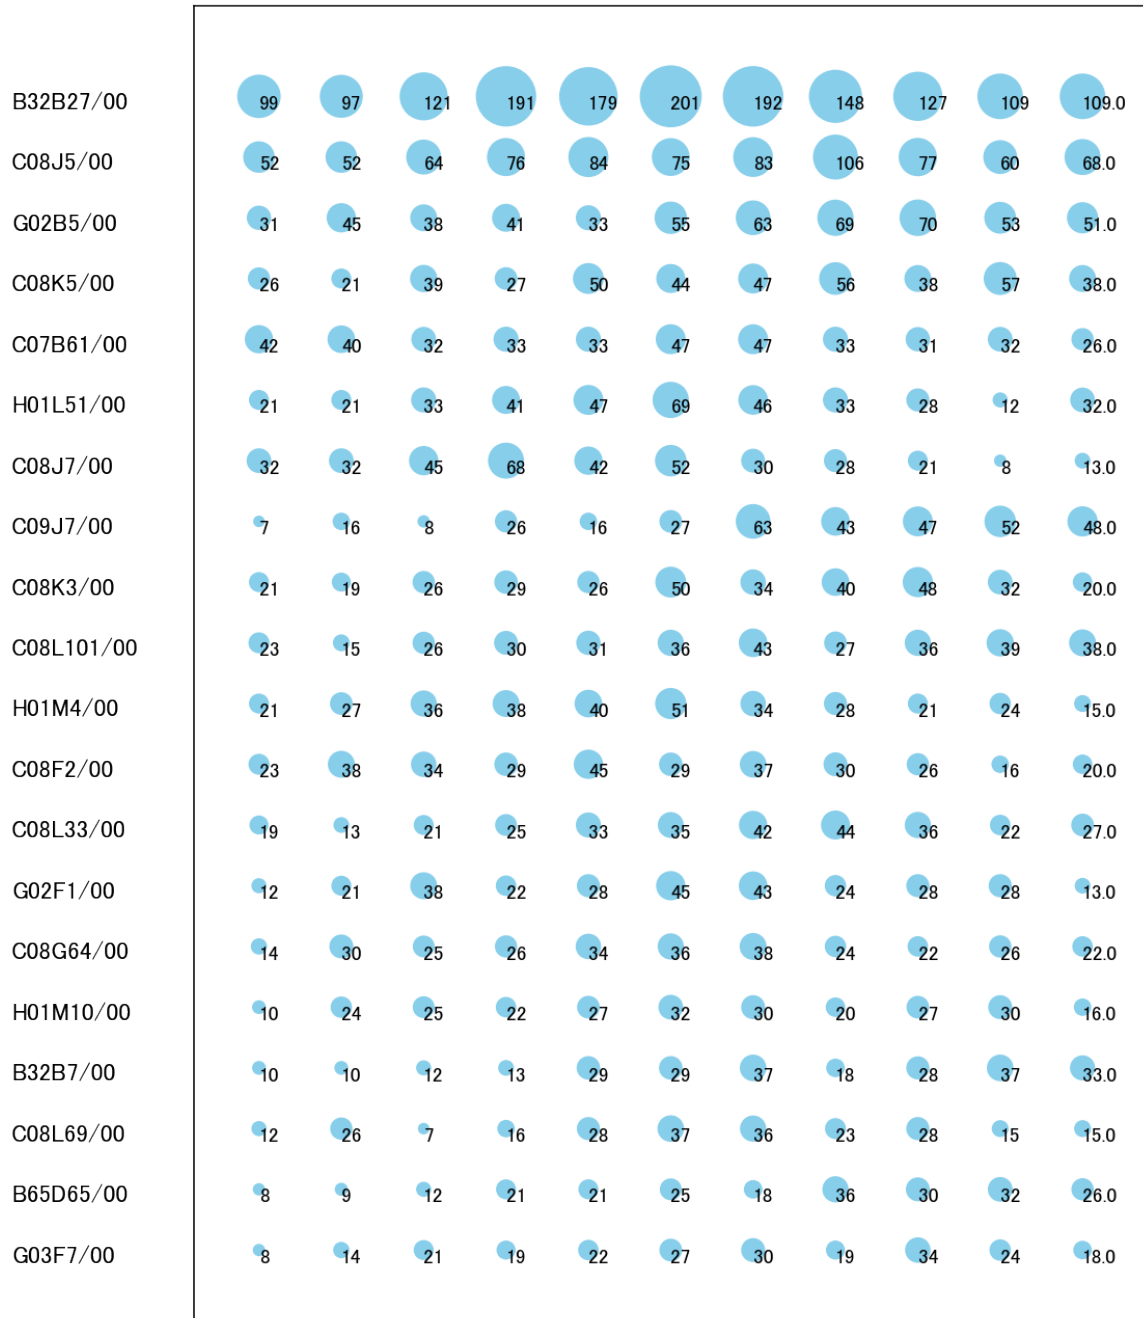 B32B27/00 99 97 121 191 179 201 192 148 127 109 109.0
C08J5/00 52 52 64 76 84 75 83 106 77 60 68.0
G02B5/00 31 45 38 41 33 55 63 69 70 53 51.0
C08K5/00 26 21 39 27 50 44 47 56 38 57 38.0
C07B61/00 42 40 32 33 33 47 47 33 31 32 26.0
H01L51/00 21 21 33 41 47 69 46 33 28 12 32.0
C08J7/00 32 32 45 68 42 52 30 28 21 8 13.0
C09J7/00 7 16 8 26 16 27 63 43 47 52 48.0
C08K3/00 21 19 26 29 26 50 34 40 48 32 20.0
C08L101/00 23 15 26 30 31 36 43 27 36 39 38.0
H01M4/00 21 27 36 38 40 51 34 28 21 24 15.0
C08F2/00 23 38 34 29 45 29 37 30 26 16 20.0
C08L33/00 19 13 21 25 33 35 42 44 36 22 27.0
G02F1/00 12 21 38 22 28 45 43 24 28 28 13.0
C08G64/00 14 30 25 26 34 36 38 24 22 26 22.0
H01M10/00 10 24 25 22 27 32 30 20 27 30 16.0
B32B7/00 10 10 12 13 29 29 37 18 28 37 33.0
C08L69/00 12 26 7 16 28 37 36 23 28 15 15.0
B65D65/00 8 9 12 21 21 25 18 36 30 32 26.0
G03F7/00 8 14 21 19 22 27 30 19 34 24 18.0